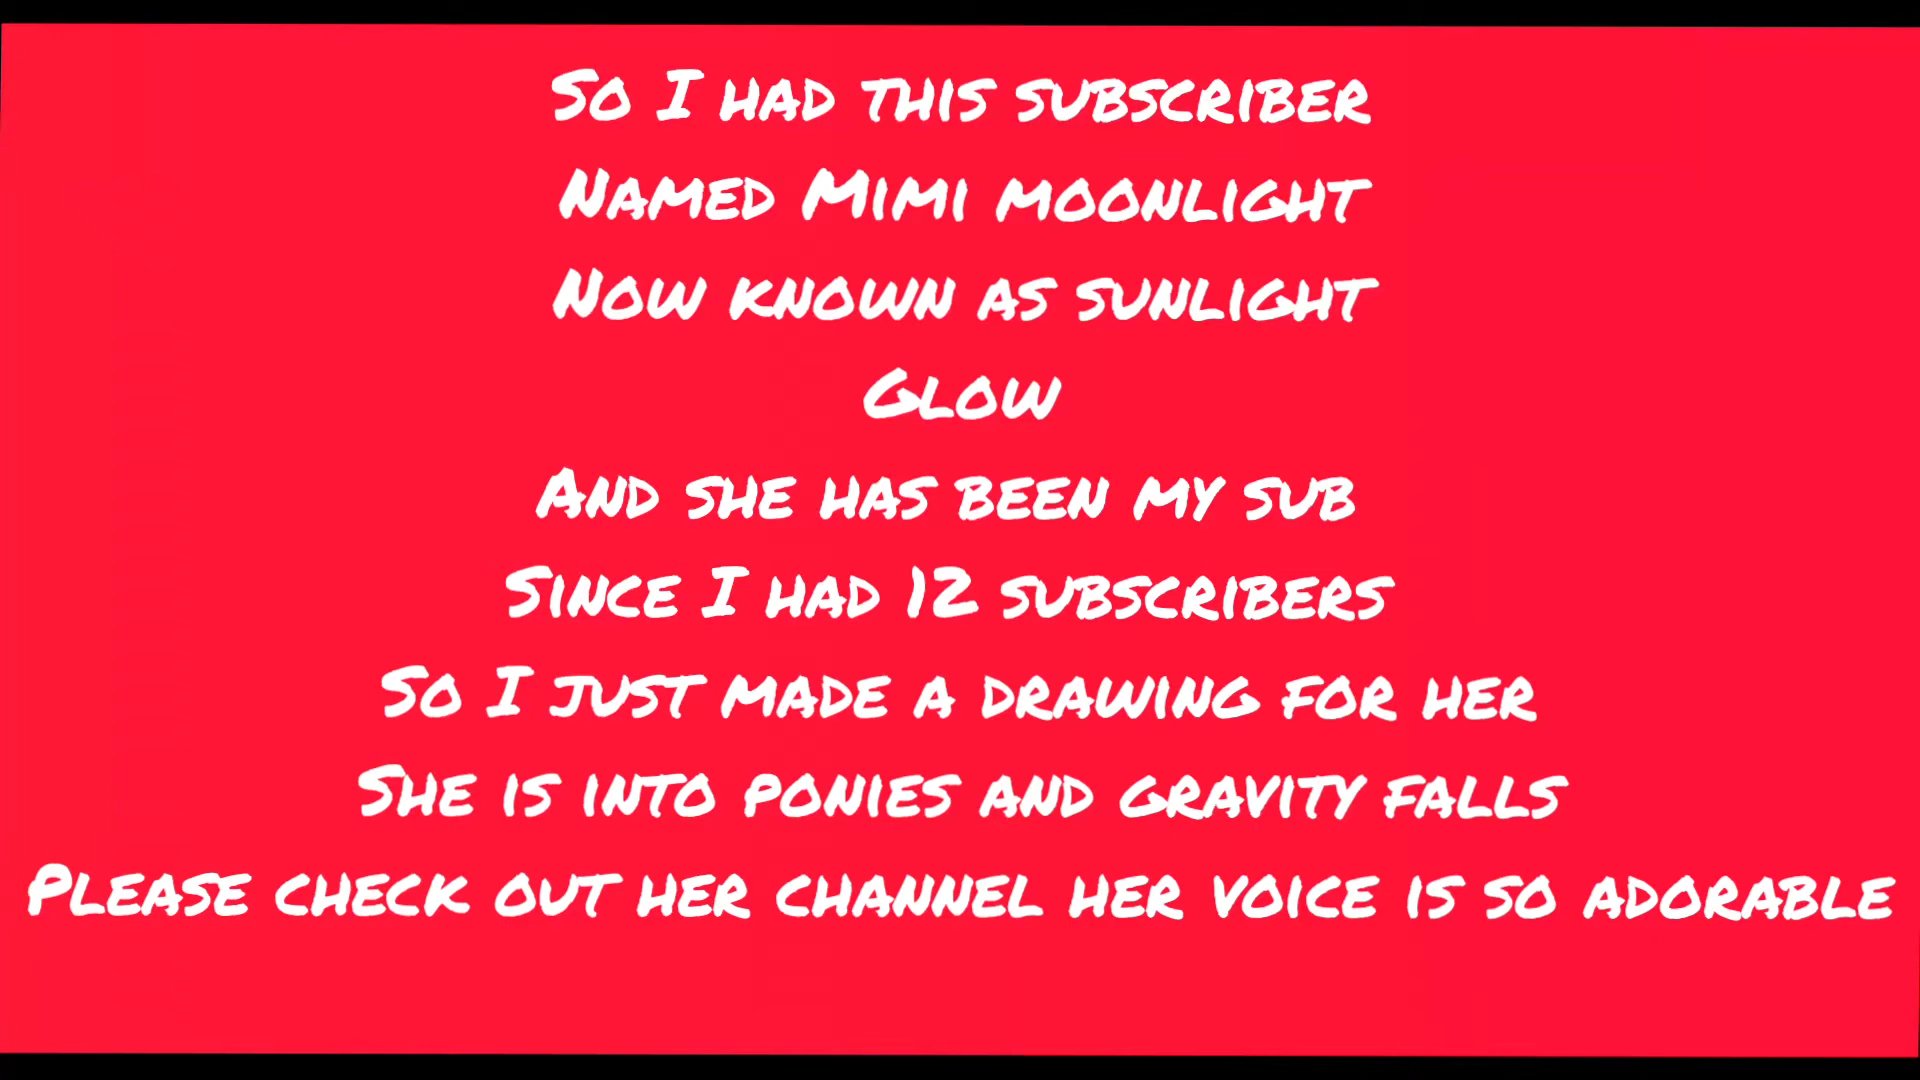 So I had this subscriber
Named Mimi moonlight
Now known as sunlight
Glow
And she has been my sub
Since I had 12 subscribers
So I just made a drawing for her
She is into ponies and gravity falls
Please check out her channel her voice is so adorable